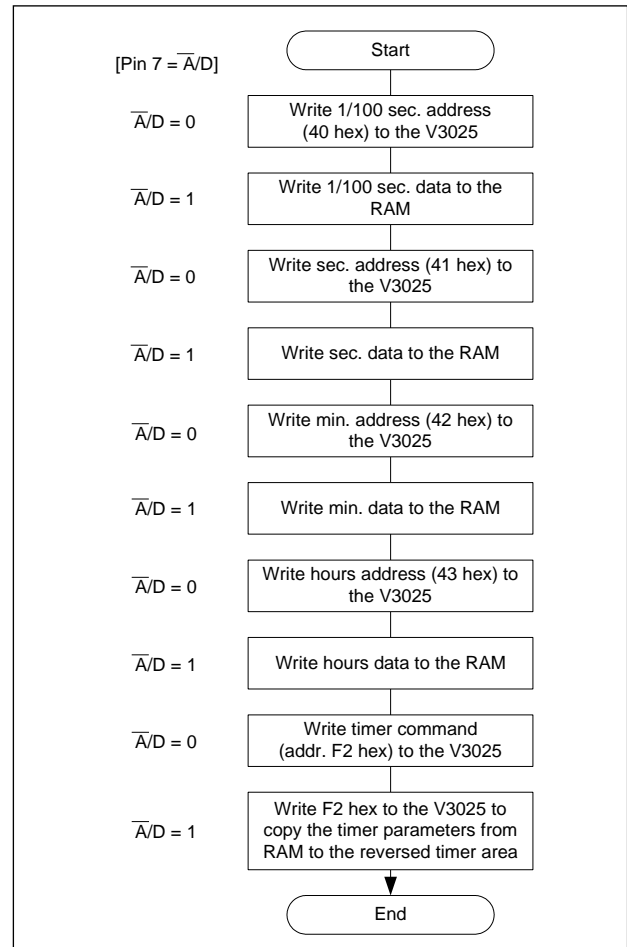 Start
[Pin 7 = A̅/D]
A̅/D = 0
Write 1/100 sec. address
(40 hex) to the V3025
A̅/D = 1
Write 1/100 sec. data to the
RAM
A̅/D = 0
Write sec. address (41 hex) to
the V3025
A̅/D = 1
Write sec. data to the RAM
A̅/D = 0
Write min. address (42 hex) to
the V3025
A̅/D = 1
Write min. data to the RAM
A̅/D = 0
Write hours address (43 hex) to
the V3025
A̅/D = 1
Write hours data to the RAM
A̅/D = 0
Write timer command
(addr. F2 hex) to the V3025
A̅/D = 1
Write F2 hex to the V3025 to
copy the timer parameters from
RAM to the reversed timer area
End